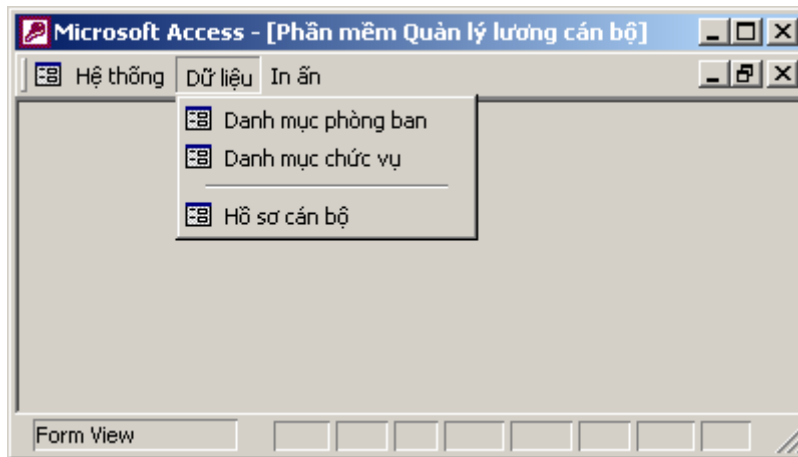 Microsoft Access - [Phần mềm Quản lý lương cán bộ]
Hệ thống Dữ liệu In ấn
Danh mục phòng ban
Danh mục chức vụ
Hồ sơ cán bộ
Form View